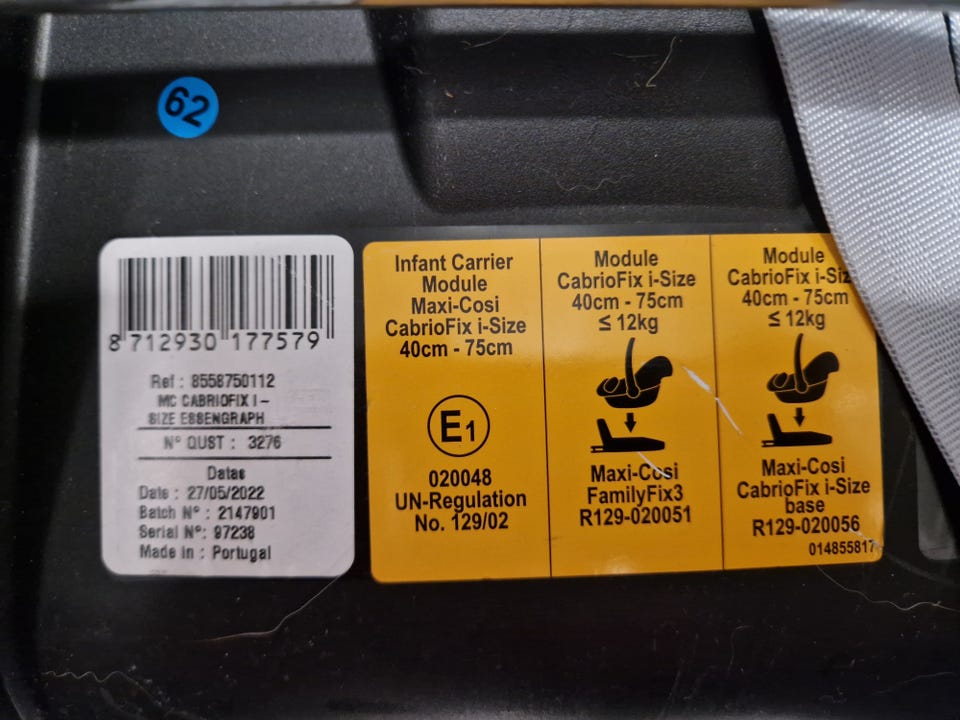 62
8 712930 177579
Ref : 8558750112
MC CABRIOFIX I-
SIZE ESSENGRAPH
N° QUST : 3276
Datas
Date : 27/05/2022
Batch N° : 2147901
Serial N°: 97238
Made in : Portugal
Infant Carrier
Module
Maxi-Cosi
CabrioFix i-Size
40cm - 75cm
E1
020048
UN-Regulation
No. 129/02
Module
CabrioFix i-Size
40cm - 75cm
≤ 12kg
Maxi-Cosi
FamilyFix3
R129-020051
Module
CabrioFix i-Siz
40cm - 75cm
≤ 12kg
Maxi-Cosi
CabrioFix i-Size
base
R129-020056
014855817